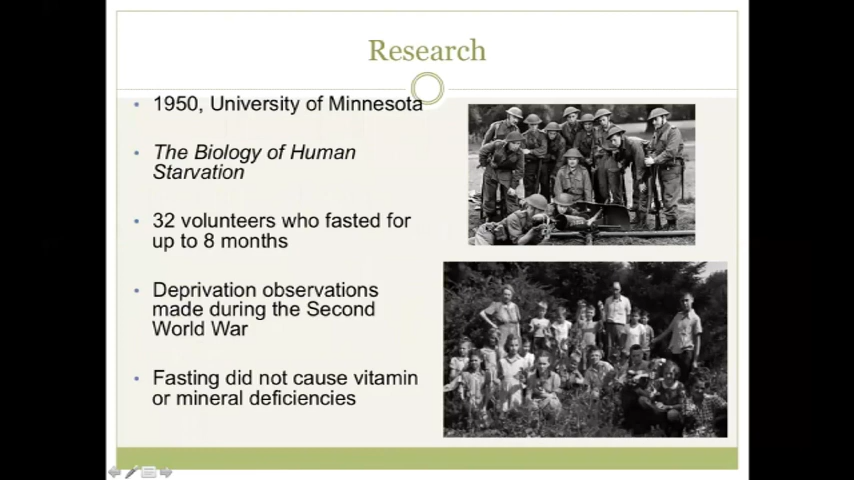 Research
1950, University of Minnesota
The Biology of Human
Starvation
32 volunteers who fasted for
up to 8 months
Deprivation observations
made during the Second
World War
Fasting did not cause vitamin
or mineral deficiencies